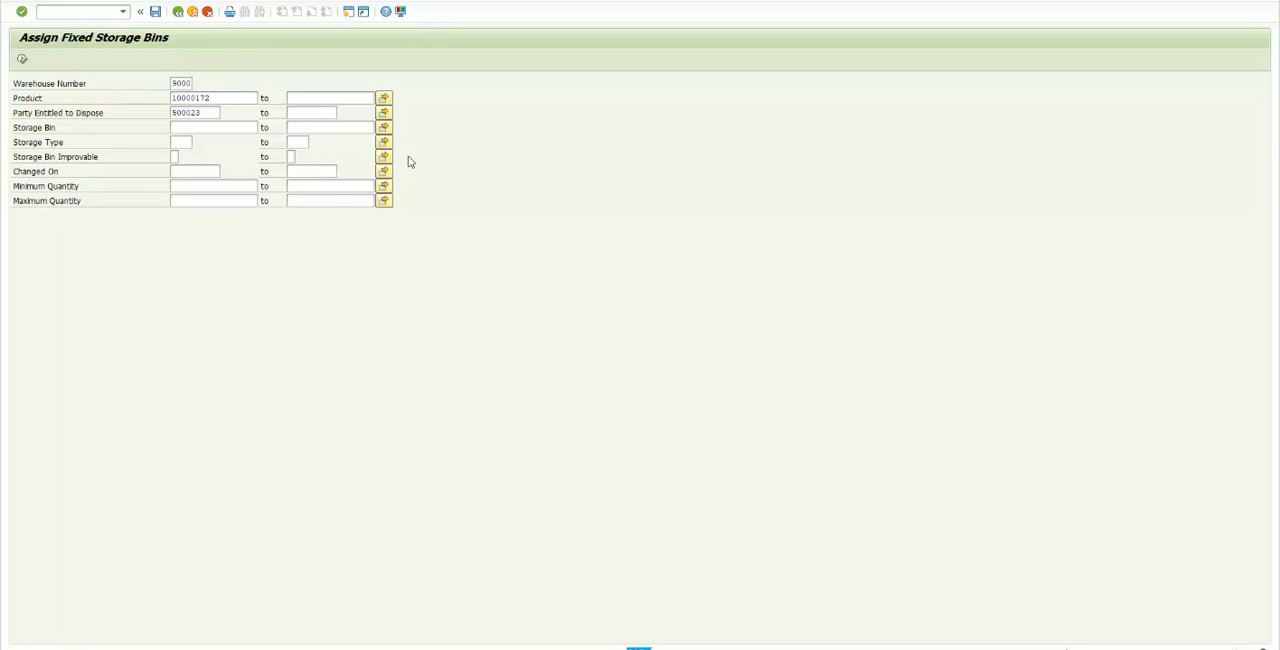 Assign Fixed Storage Bins
Warehouse Number 9000
Product 10000172 to
Party Entitled to Dispose 500023 to
Storage Bin to
Storage Type to
Storage Bin Improvable to
Changed On to
Minimum Quantity to
Maximum Quantity to